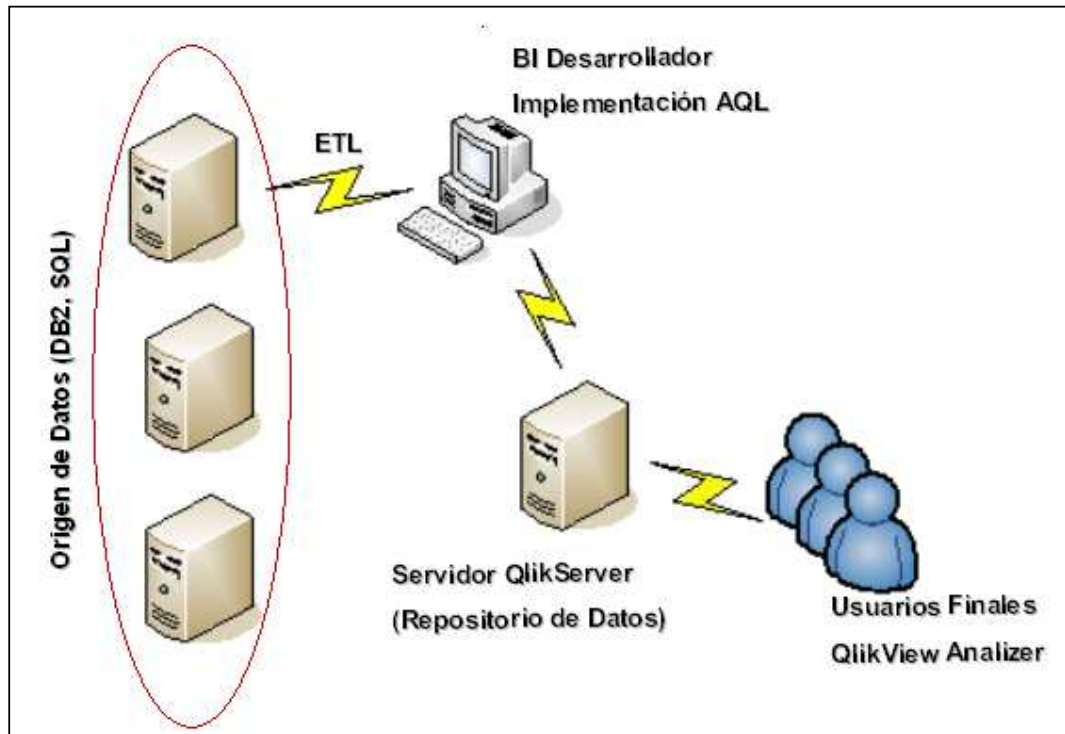 BI Desarrollador
Implementación AQL
ETL
Origen de Datos (DB2, SQL)
Servidor QlikServer
(Repositorio de Datos)
Usuarios Finales
QlikView Analizer